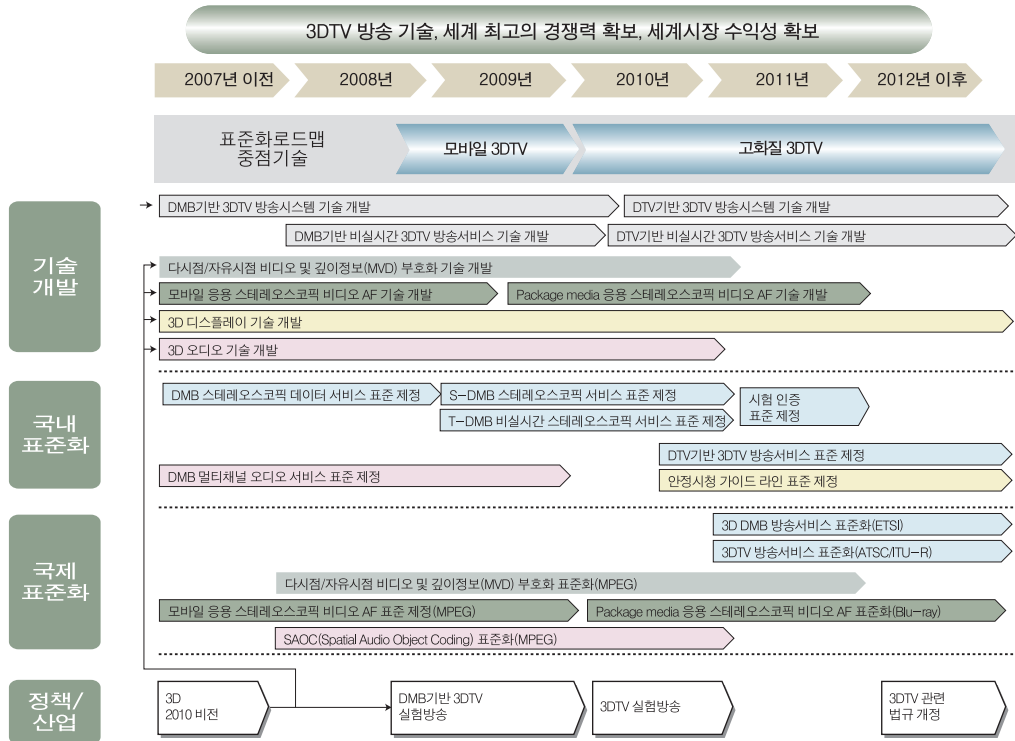 3DTV 방송 기술, 세계 최고의 경쟁력 확보, 세계시장 수익성 확보
2007년 이전
2008년
2009년
2010년
2011년
2012년 이후
표준화로드맵
중점기술
모바일 3DTV
고화질 3DTV
기술
개발
DMB기반 3DTV 방송시스템 기술 개발
DTV기반 3DTV 방송시스템 기술 개발
DMB기반 비실시간 3DTV 방송서비스 기술 개발
DTV기반 비실시간 3DTV 방송서비스 기술 개발
다시점/자유시점 비디오 및 깊이정보(MVD) 부호화 기술 개발
모바일 응용 스테레오스코픽 비디오 AF 기술 개발
Package media 응용 스테레오스코픽 비디오 AF 기술 개발
3D 디스플레이 기술 개발
3D 오디오 기술 개발
국내
표준화
DMB 스테레오스코픽 데이터 서비스 표준 제정
S-DMB 스테레오스코픽 서비스 표준 제정
시험 인증
표준 제정
T-DMB 비실시간 스테레오스코픽 서비스 표준 제정
DTV기반 3DTV 방송서비스 표준 제정
DMB 멀티채널 오디오 서비스 표준 제정
안정시청 가이드 라인 표준 제정
국제
표준화
3D DMB 방송서비스 표준화(ETSI)
3DTV 방송서비스 표준화(ATSC/ITU-R)
다시점/자유시점 비디오 및 깊이정보(MVD) 부호화 표준화(MPEG)
모바일 응용 스테레오스코픽 비디오 AF 표준 제정(MPEG)
Package media 응용 스테레오스코픽 비디오 AF 표준화(Blu-ray)
SAOC(Spatial Audio Object Coding) 표준화(MPEG)
정책/
산업
3D
2010 비전
DMB기반 3DTV
실험방송
3DTV 실험방송
3DTV 관련
법규 개정